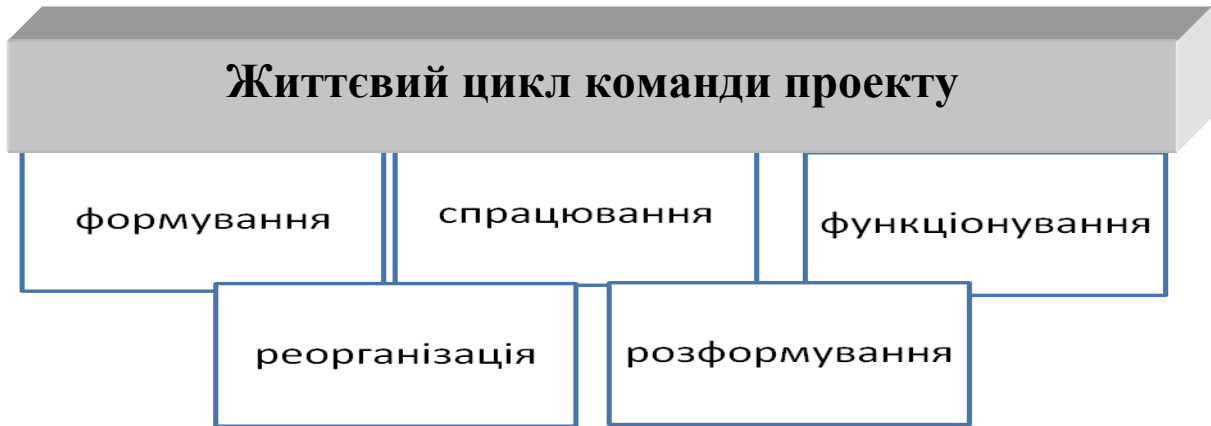 Життєвий цикл команди проекту
формування
спрацювання
функціонування
реорганізація
розформування